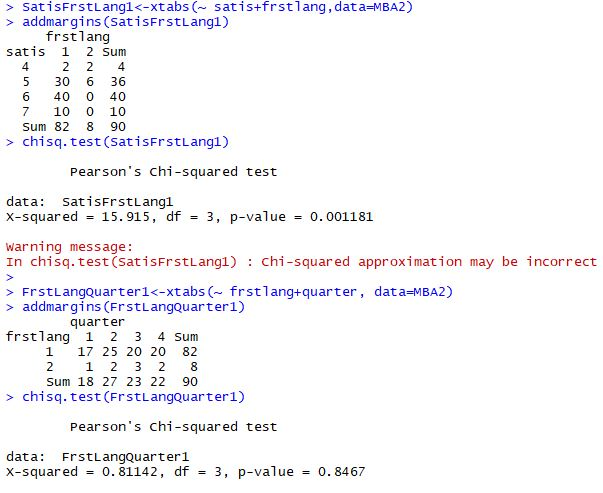 > SatisFrstLang1<-xtabs(~ satis+frstlang,data=MBA2)
> addmargins(SatisFrstLang1)
frstlang
satis 1 2 Sum
4 2 2 4
5 30 6 36
6 40 0 40
7 10 0 10
Sum 82 8 90
> chisq.test(SatisFrstLang1)
Pearson's Chi-squared test
data: SatisFrstLang1
X-squared = 15.915, df = 3, p-value = 0.001181
Warning message:
In chisq.test(SatisFrstLang1) : Chi-squared approximation may be incorrect
>
> FrstLangQuarter1<-xtabs(~ frstlang+quarter, data=MBA2)
> addmargins(FrstLangQuarter1)
quarter
frstlang 1 2 3 4 Sum
1 17 25 20 20 82
2 1 2 3 2 8
Sum 18 27 23 22 90
> chisq.test(FrstLangQuarter1)
Pearson's Chi-squared test
data: FrstLangQuarter1
X-squared = 0.81142, df = 3, p-value = 0.8467